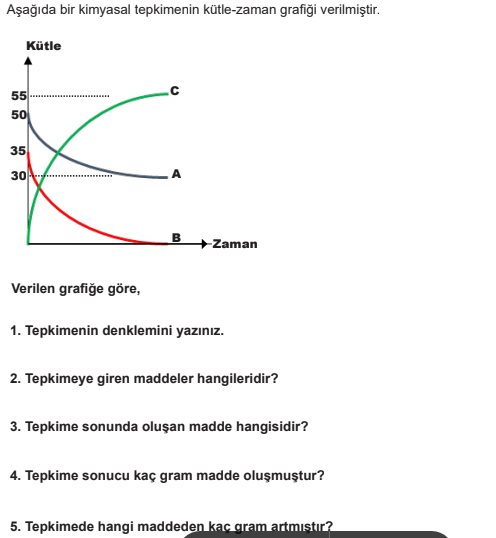 Aşağıda bir kimyasal tepkimenin kütle-zaman grafiği verilmiştir.
Kütle
55
C
50
35
30
A
B
Zaman
Verilen grafiğe göre,
1. Tepkimenin denklemini yazınız.
2. Tepkimeye giren maddeler hangileridir?
3. Tepkime sonunda oluşan madde hangisidir?
4. Tepkime sonucu kaç gram madde oluşmuştur?
5. Tepkimede hangi maddeden kaç gram artmıştır?